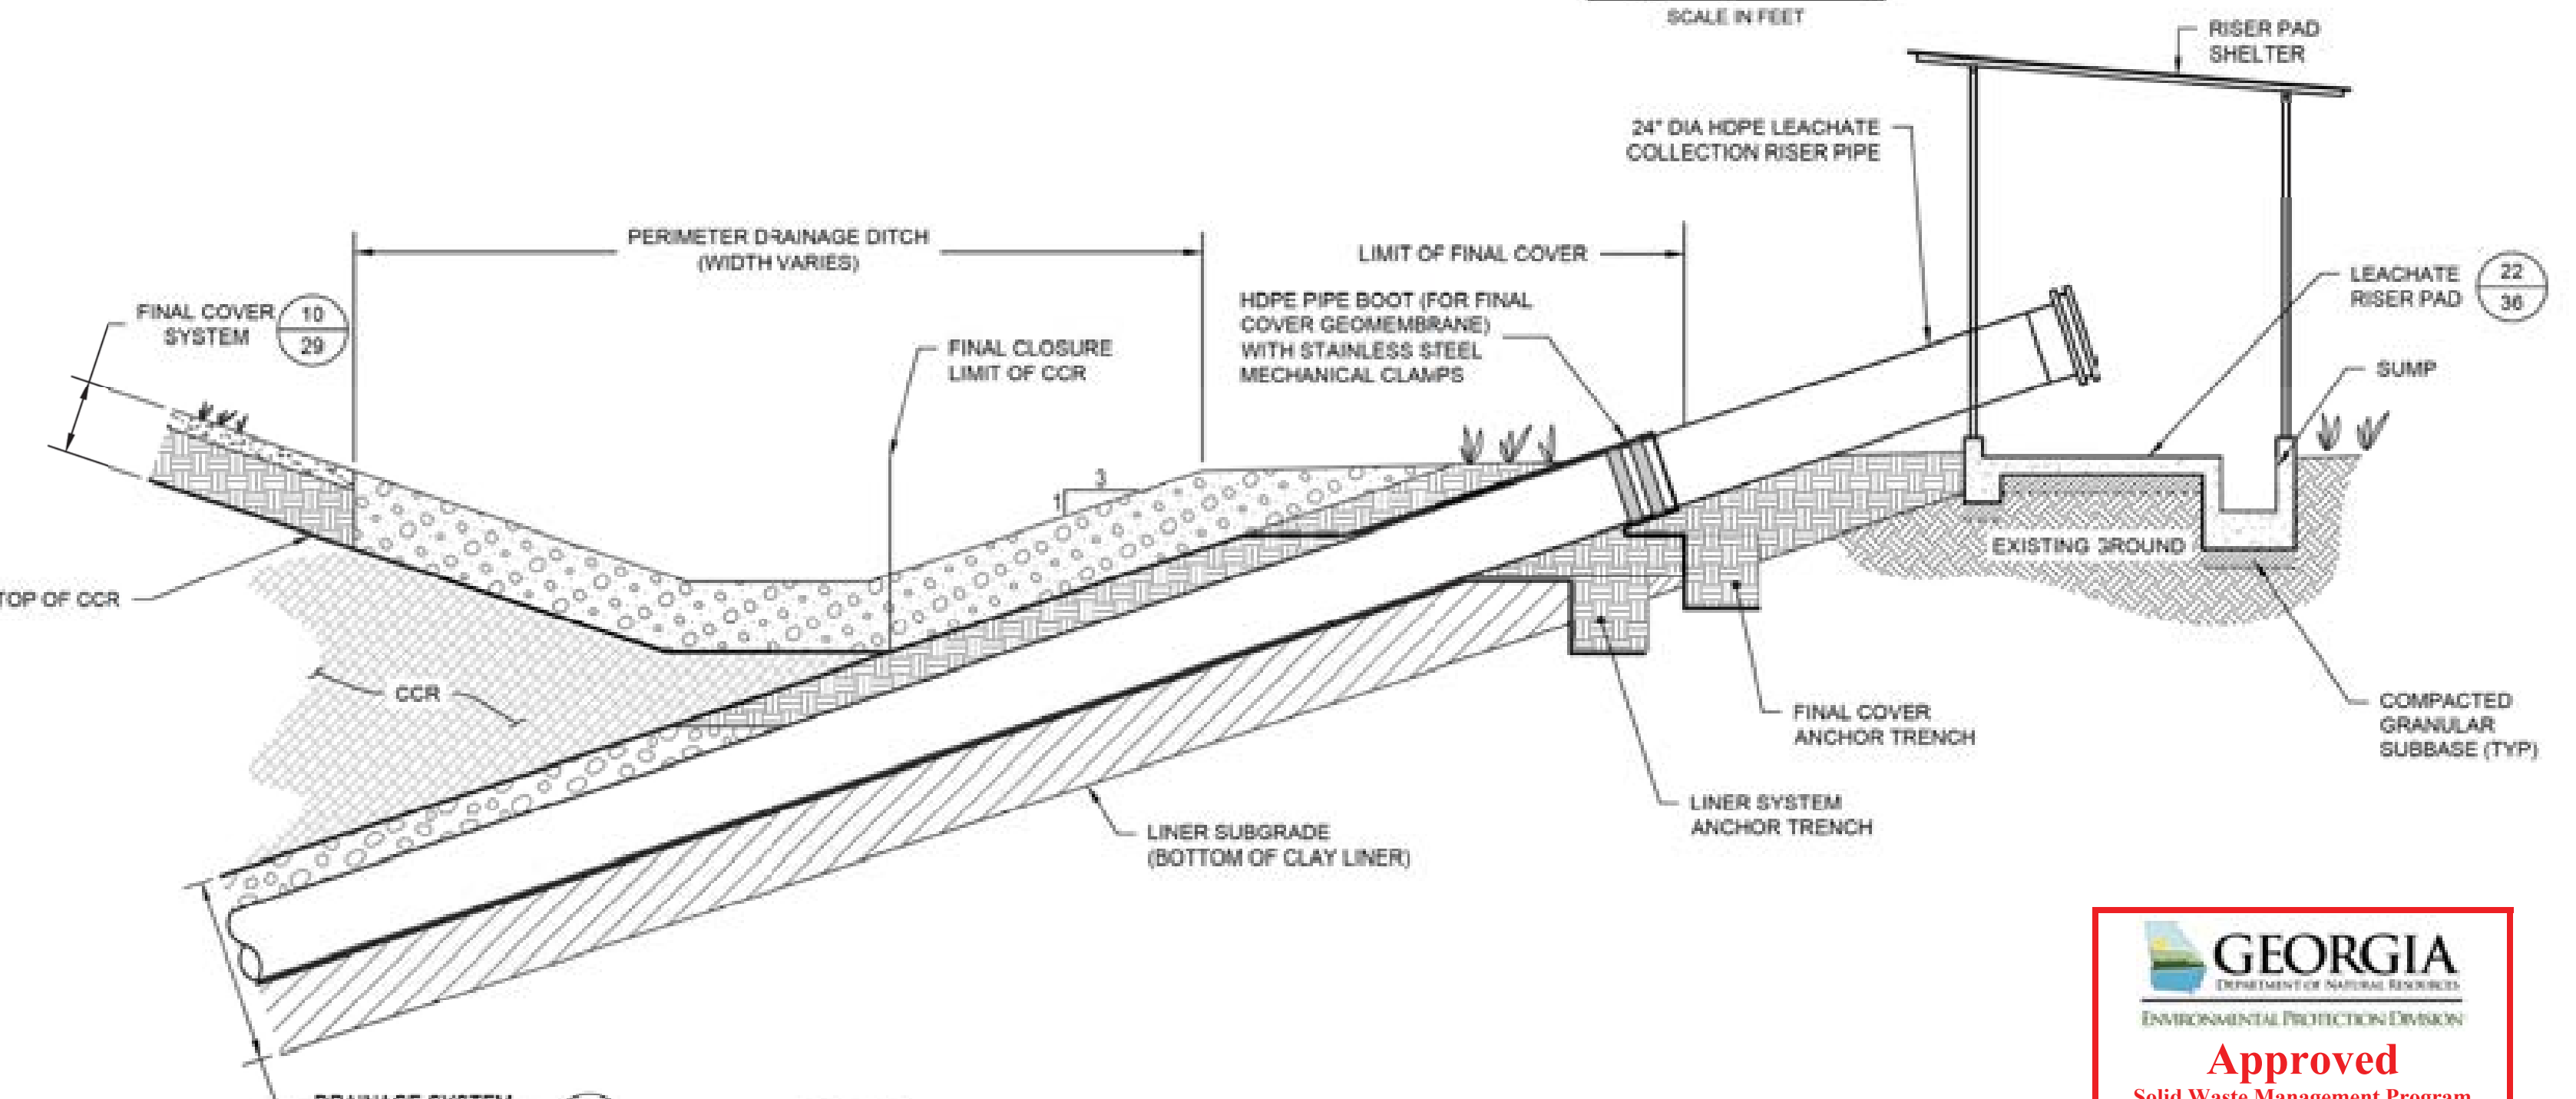 SCALE IN FEET
RISER PAD
SHELTER
24" DIA HDPE LEACHATE
COLLECTION RISER PIPE
PERIMETER DRAINAGE DITCH
(WIDTH VARIES)
LIMIT OF FINAL COVER
LEACHATE
RISER PAD
22
36
FINAL COVER
SYSTEM
10
29
HDPE PIPE BOOT (FOR FINAL
COVER GEOMEMBRANE)
WITH STAINLESS STEEL
MECHANICAL CLAMPS
FINAL CLOSURE
LIMIT OF CCR
SUMP
3
1
EXISTING GROUND
TOP OF CCR
CCR
FINAL COVER
ANCHOR TRENCH
COMPACTED
GRANULAR
SUBBASE (TYP)
LINER SYSTEM
ANCHOR TRENCH
LINER SUBGRADE
(BOTTOM OF CLAY LINER)
DRAINAGE SYSTEM
GEORGIA
DEPARTMENT OF NATURAL RESOURCES
ENVIRONMENTAL PROTECTION DIVISION
Approved
Solid Waste Management Program